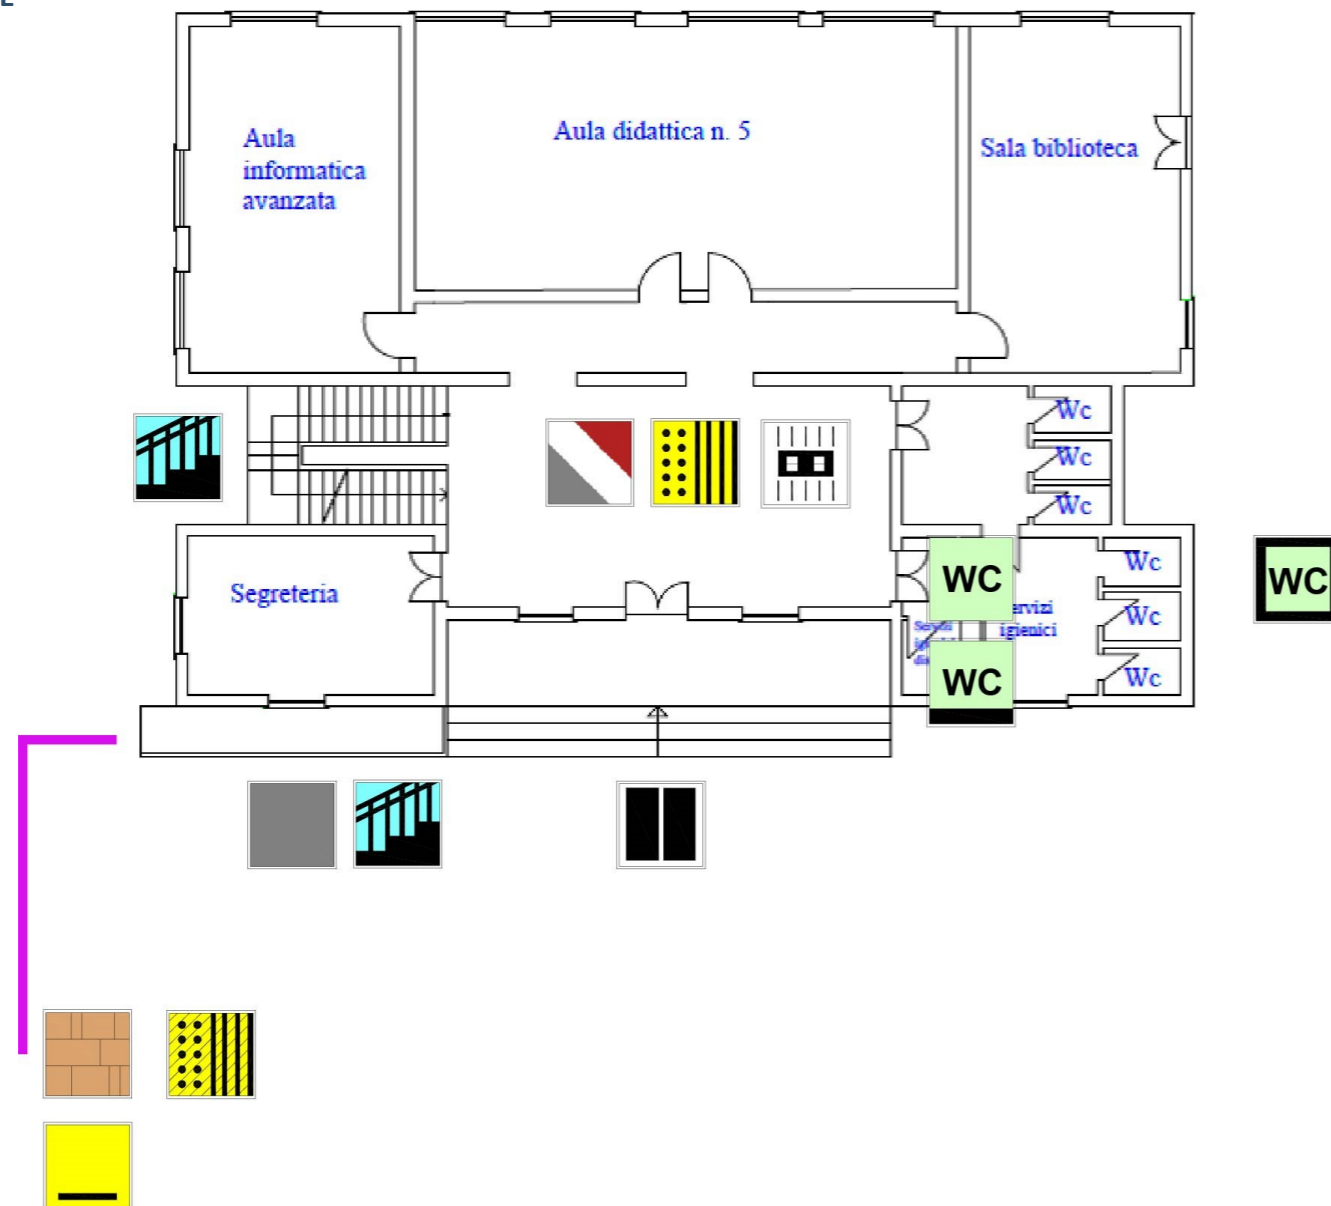 Aula
informatica
avanzata
Aula didattica n. 5
Sala biblioteca
Wc
Wc
Wc
Segreteria
WC
WC
Wc
Wc
Wc
igienici
WC